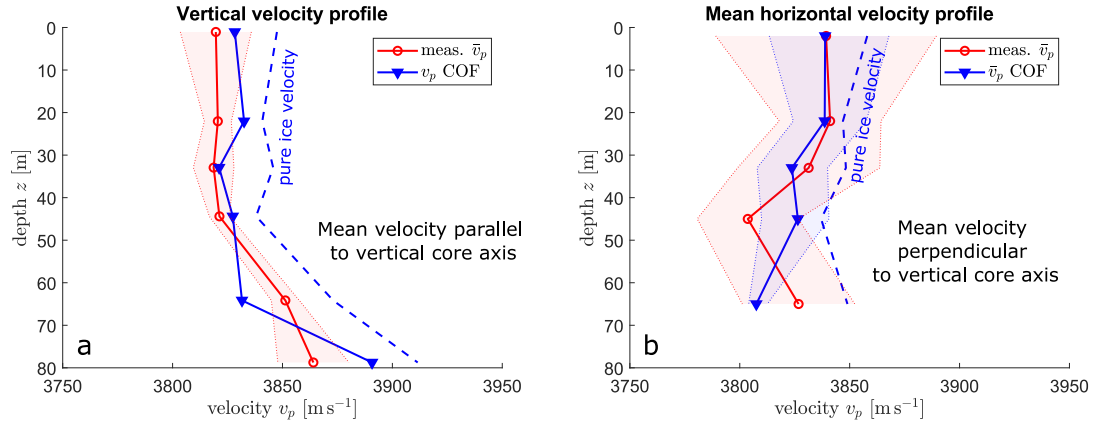 Vertical velocity profile
0
10
20
30
40
50
60
70
80
depth z [m]
meas. v̄ₚ
vₚ COF
pure ice velocity
Mean velocity parallel
to vertical core axis
a
3750
3800
3850
3900
3950
velocity vₚ [m s⁻¹]
Mean horizontal velocity profile
0
10
20
30
40
50
60
70
80
depth z [m]
meas. v̄ₚ
v̄ₚ COF
pure ice velocity
Mean velocity
perpendicular
to vertical core axis
b
3750
3800
3850
3900
3950
velocity vₚ [m s⁻¹]